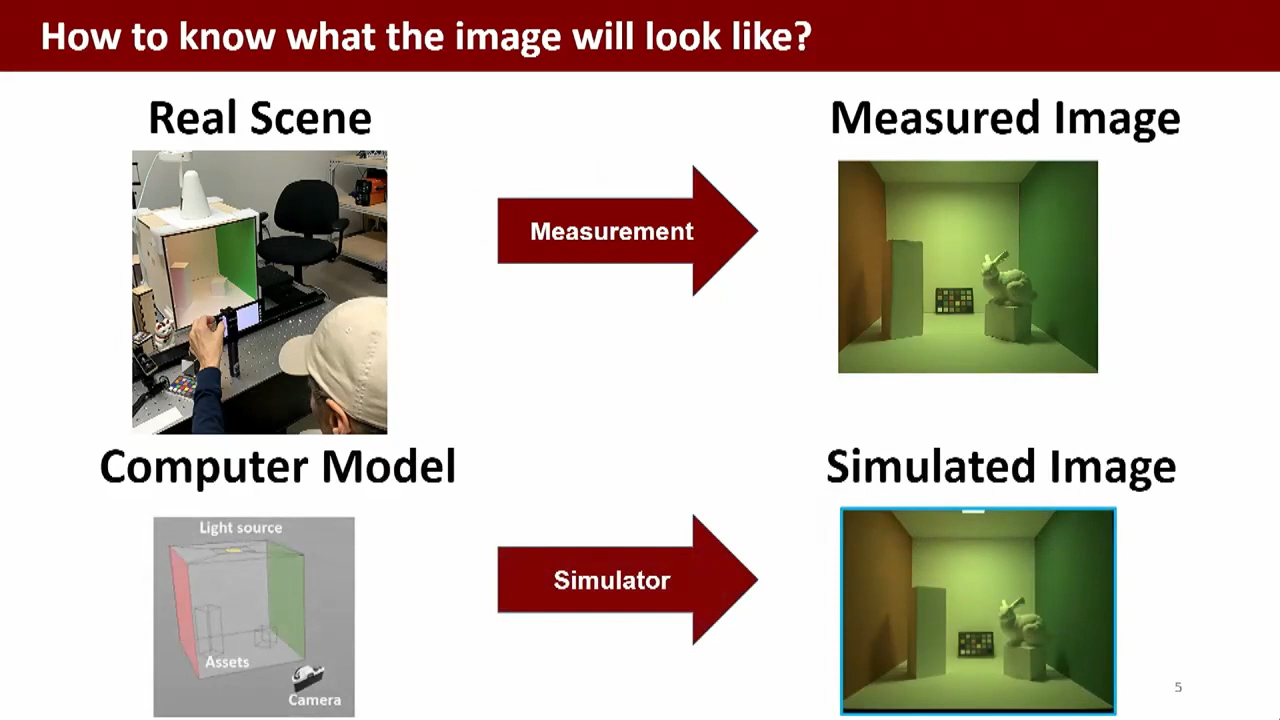 How to know what the image will look like?
Real Scene
Measured Image
Measurement
Computer Model
Simulated Image
Light source
Simulator
Assets
Camera
5